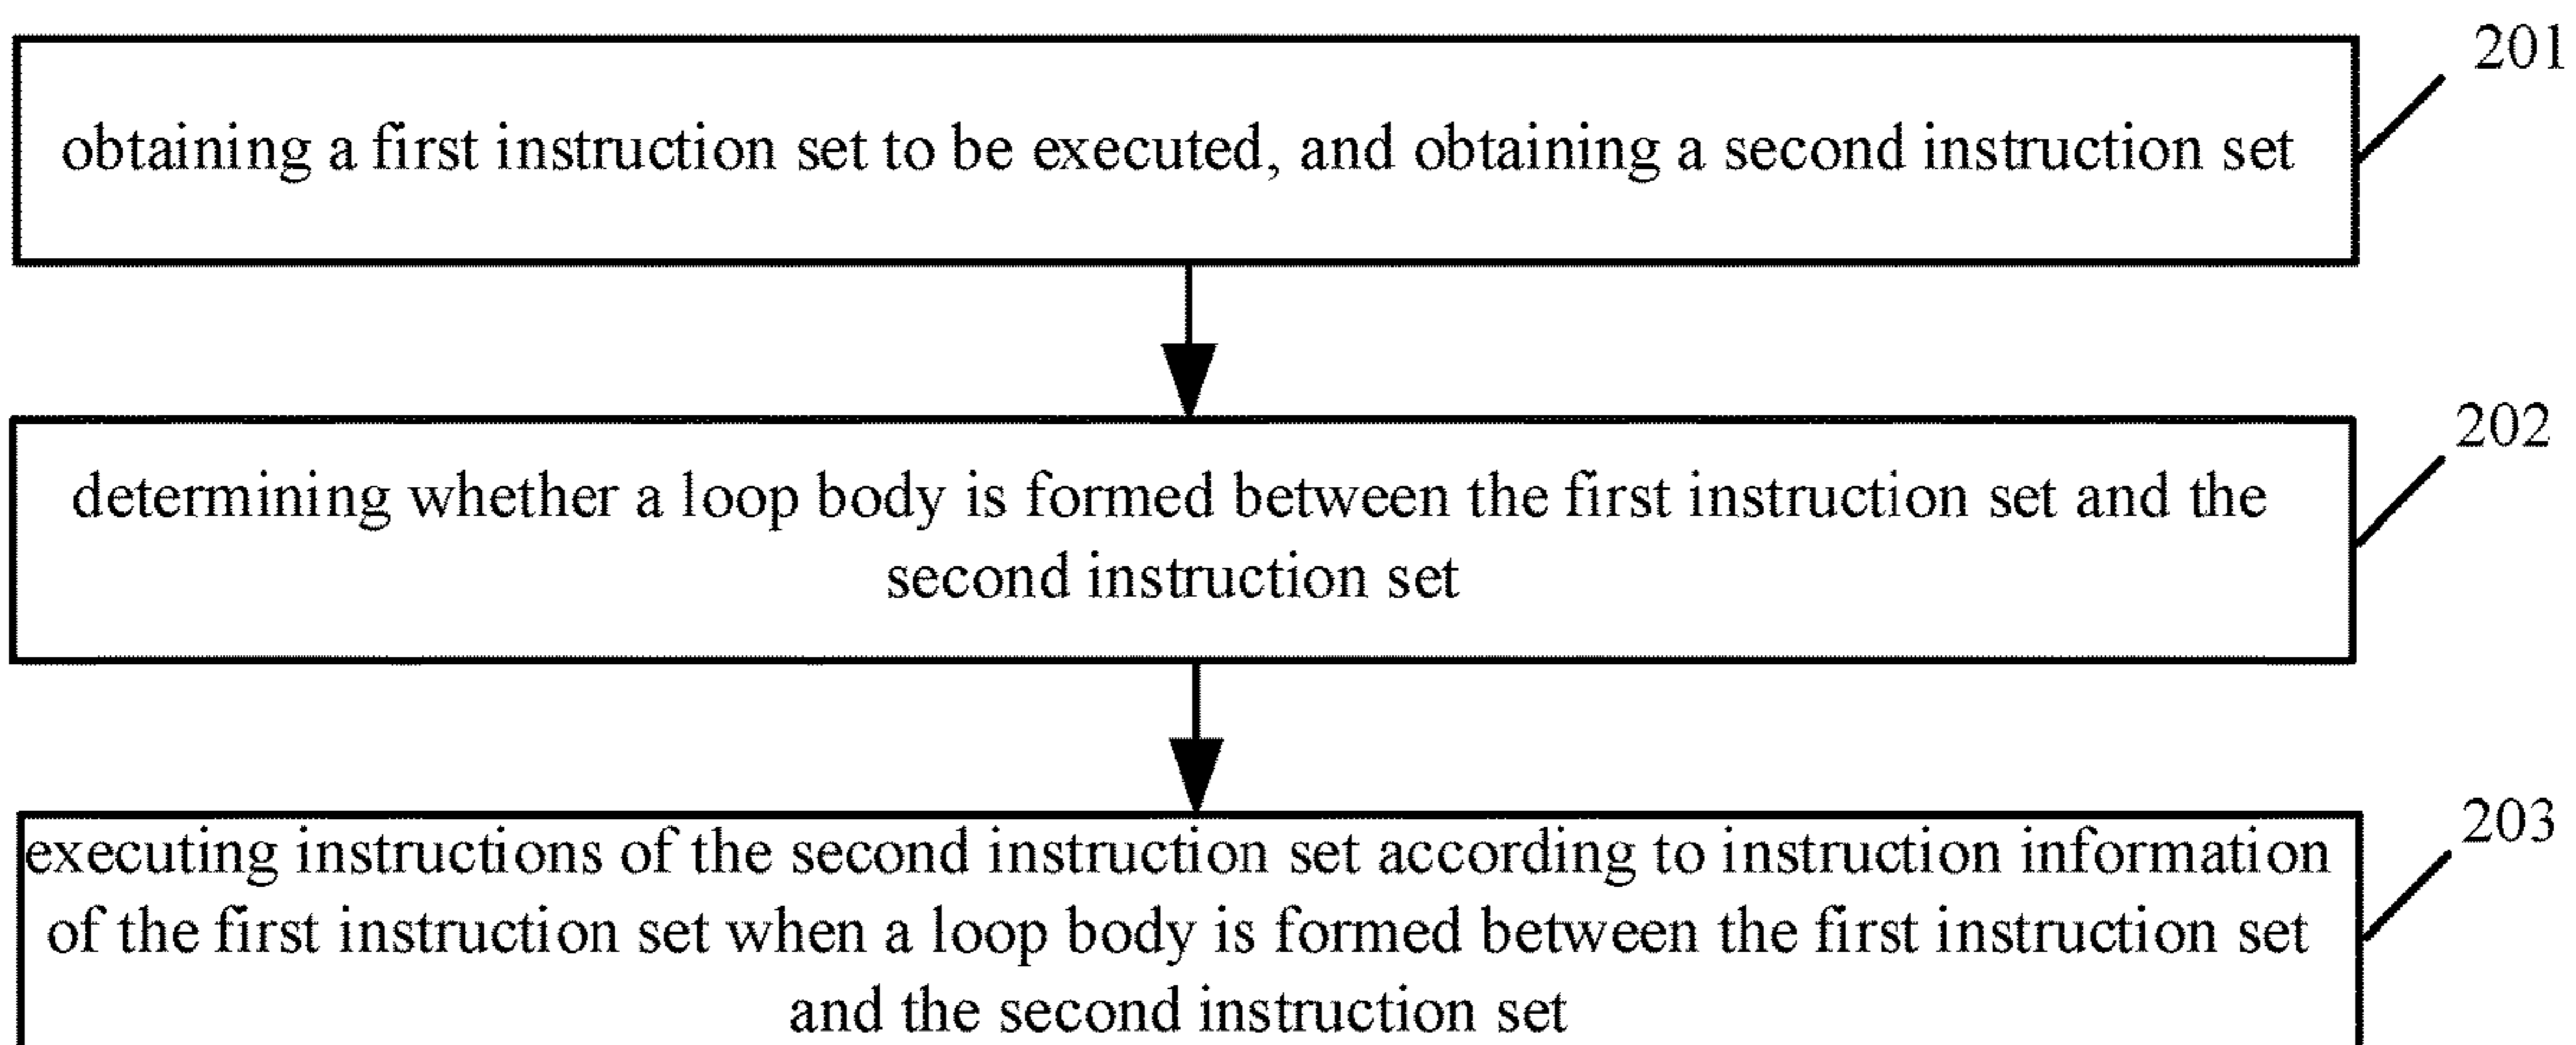 201
obtaining a first instruction set to be executed, and obtaining a second instruction set
202
determining whether a loop body is formed between the first instruction set and the
second instruction set
203
executing instructions of the second instruction set according to instruction information
of the first instruction set when a loop body is formed between the first instruction set
and the second instruction set